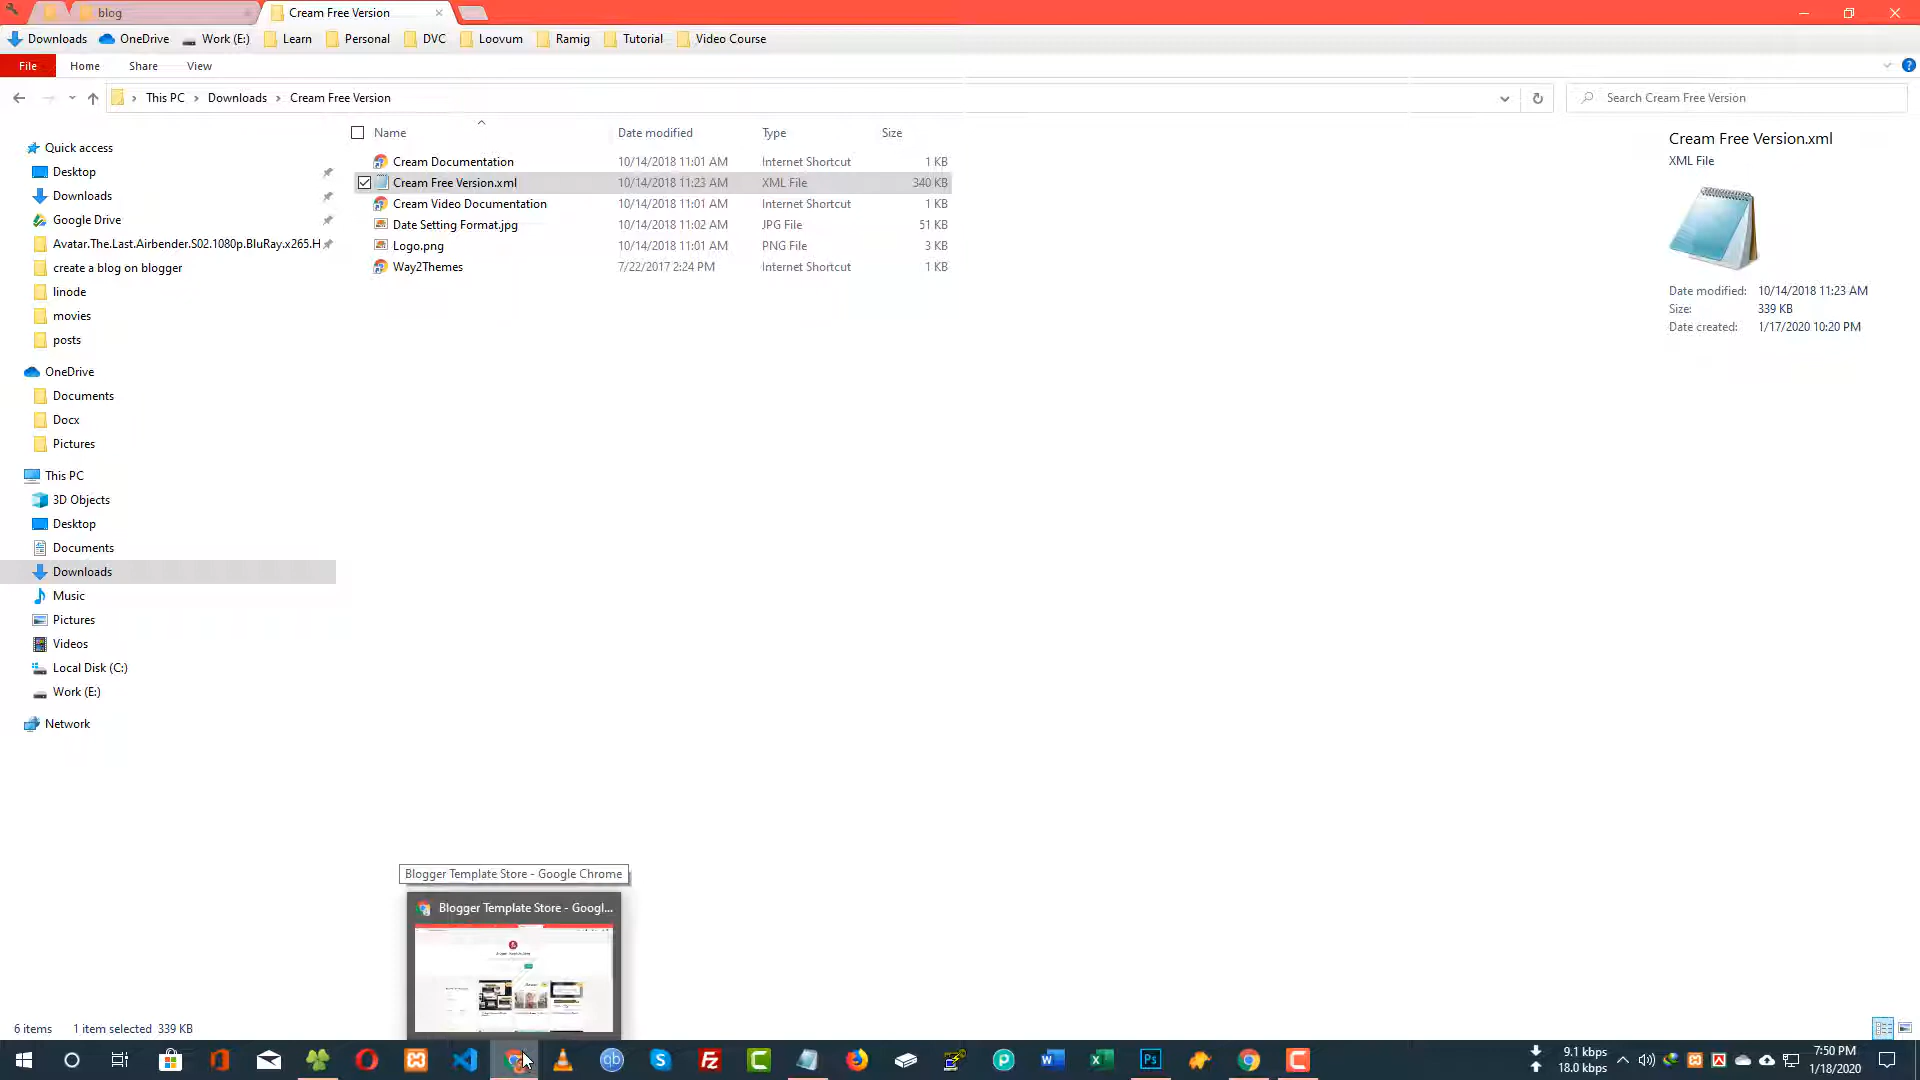 blog
Cream Free Version
Downloads OneDrive Work (E:) Learn Personal DVC Loovum Ramig Tutorial Video Course
File Home Share View
This PC Downloads Cream Free Version
Search Cream Free Version
Name Date modified Type Size
Cream Documentation 10/14/2018 11:01 AM Internet Shortcut 1 KB
Cream Free Version.xml 10/14/2018 11:23 AM XML File 340 KB
Cream Video Documentation 10/14/2018 11:01 AM Internet Shortcut 1 KB
Date Setting Format.jpg 10/14/2018 11:02 AM JPG File 51 KB
Logo.png 10/14/2018 11:01 AM PNG File 3 KB
Way2Themes 7/22/2017 2:24 PM Internet Shortcut 1 KB
Quick access
Desktop
Downloads
Google Drive
Avatar.The.Last.Airbender.S02.1080p.BluRay.x265.H
create a blog on blogger
linode
movies
posts
OneDrive
Documents
Docx
Pictures
This PC
3D Objects
Desktop
Documents
Downloads
Music
Pictures
Videos
Local Disk (C:)
Work (E:)
Network
Cream Free Version.xml
XML File
Date modified: 10/14/2018 11:23 AM
Size: 339 KB
Date created: 1/17/2020 10:20 PM
Blogger Template Store - Google Chrome
Blogger Template Store - Googl...
6 items 1 item selected 339 KB
9.1 kbps
18.0 kbps
7:50 PM
1/18/2020